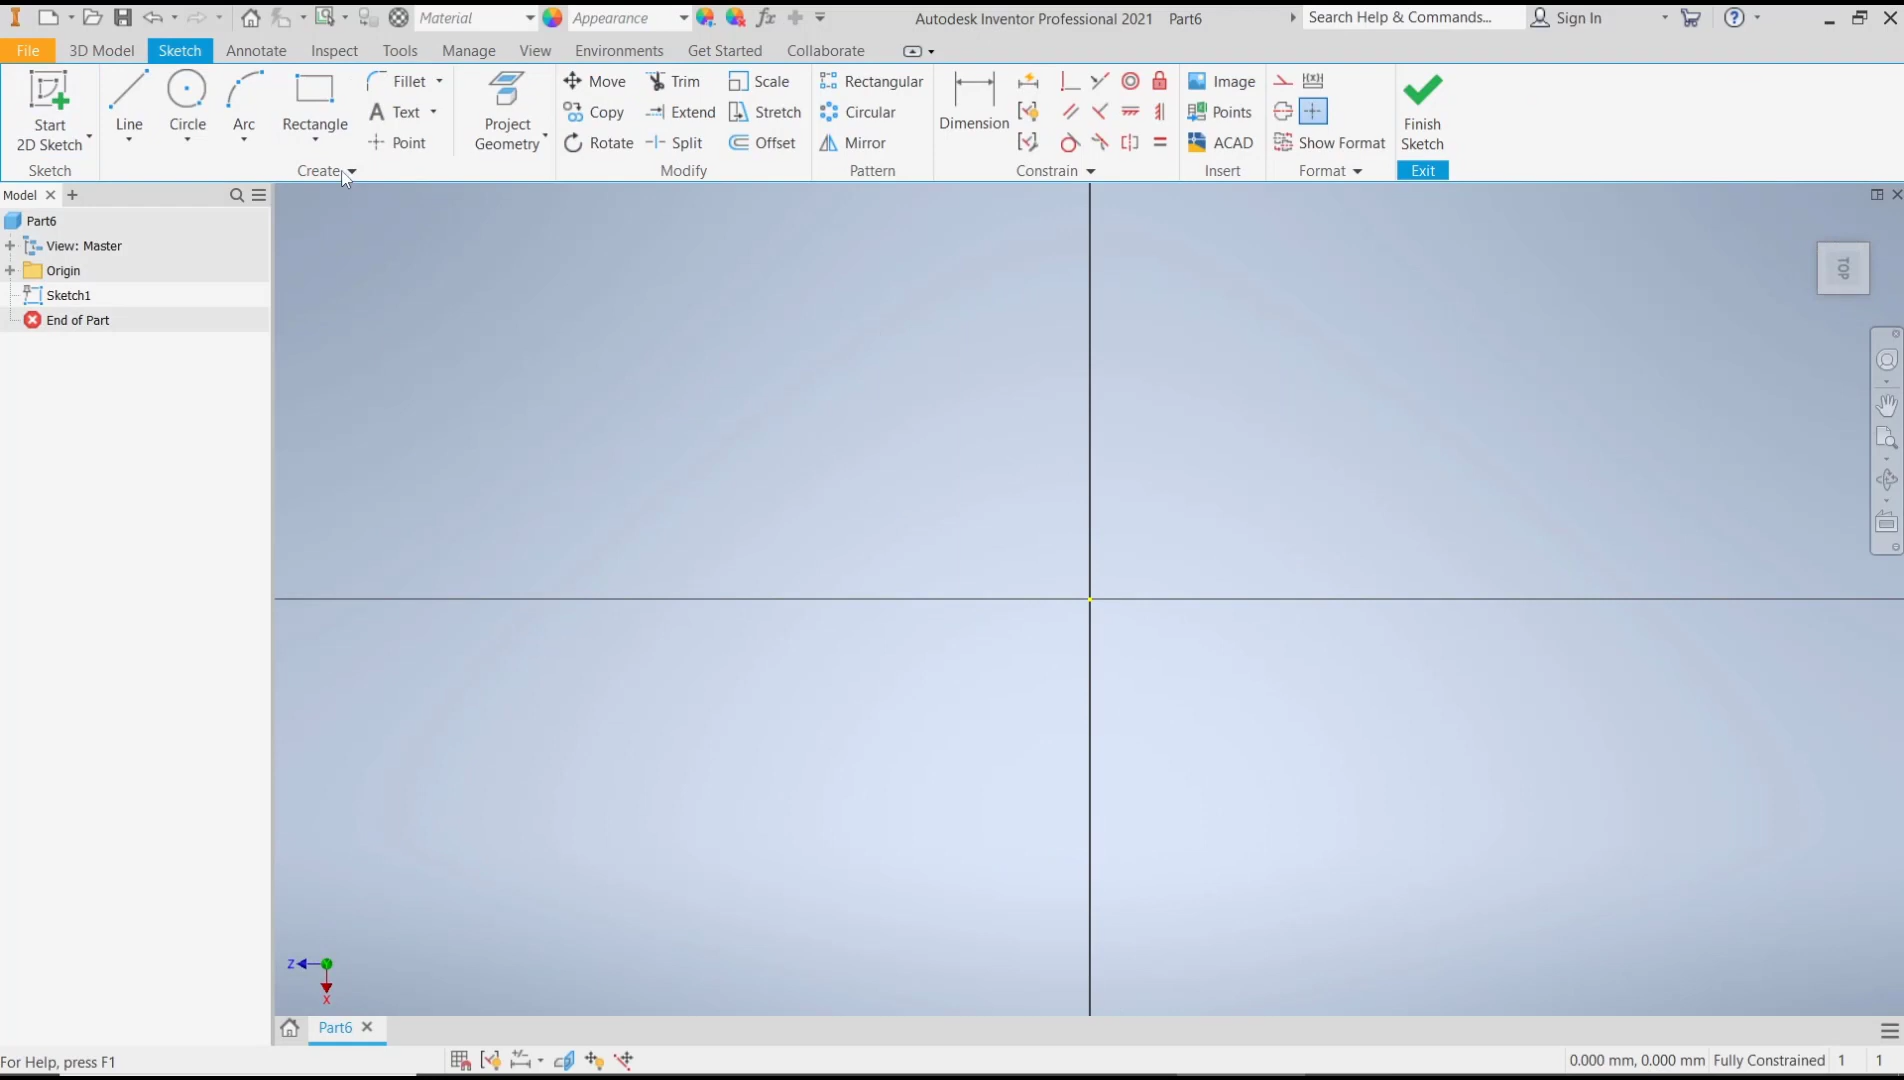 Material
Appearance
Autodesk Inventor Professional 2021 Part6
Search Help & Commands...
Sign In
File
3D Model
Sketch
Annotate
Inspect
Tools
Manage
View
Environments
Get Started
Collaborate
Start
2D Sketch
Line
Circle
Arc
Rectangle
Fillet
Text
Point
Project
Geometry
Move
Copy
Rotate
Trim
Extend
Split
Scale
Stretch
Offset
Rectangular
Circular
Mirror
Dimension
Image
Points
ACAD
Show Format
Finish
Sketch
Sketch
Create
Modify
Pattern
Constrain
Insert
Format
Exit
Model
Part6
View: Master
Origin
Sketch1
End of Part
TOP
Z
X
Part6
For Help, press F1
0.000 mm, 0.000 mm
Fully Constrained
1
1